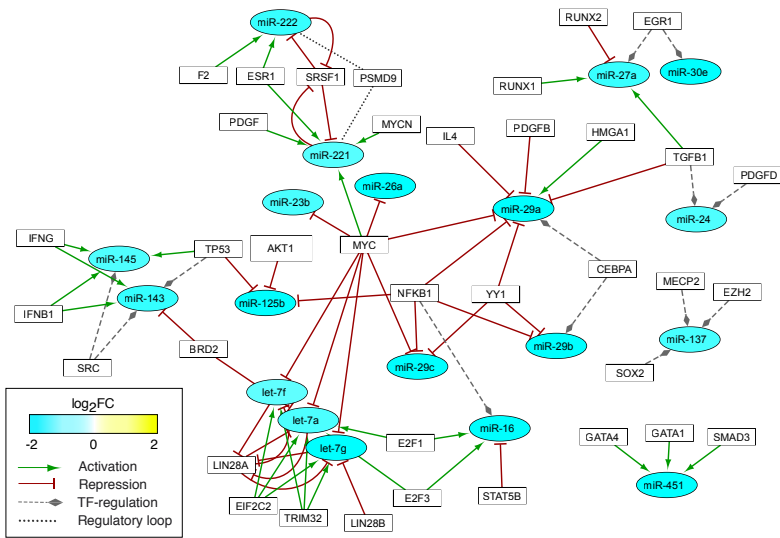 RUNX2
EGR1
miR-222
F2
ESR1
SRSF1
PSMD9
miR-27a
miR-30e
RUNX1
PDGF
MYCN
IL4
PDGFB
HMGA1
miR-221
TGFB1
PDGFD
miR-26a
miR-23b
miR-29a
miR-24
IFNG
TP53
AKT1
MYC
miR-145
CEBPA
miR-143
miR-125b
NFKB1
YY1
MECP2
EZH2
IFNB1
BRD2
miR-29b
miR-137
SRC
miR-29c
SOX2
let-7f
log2FC
let-7a
miR-16
-2 0 2
let-7g
E2F1
GATA4
GATA1
SMAD3
Activation
LIN28A
Repression
miR-451
TF-regulation
EIF2C2
E2F3
STAT5B
Regulatory loop
TRIM32
LIN28B